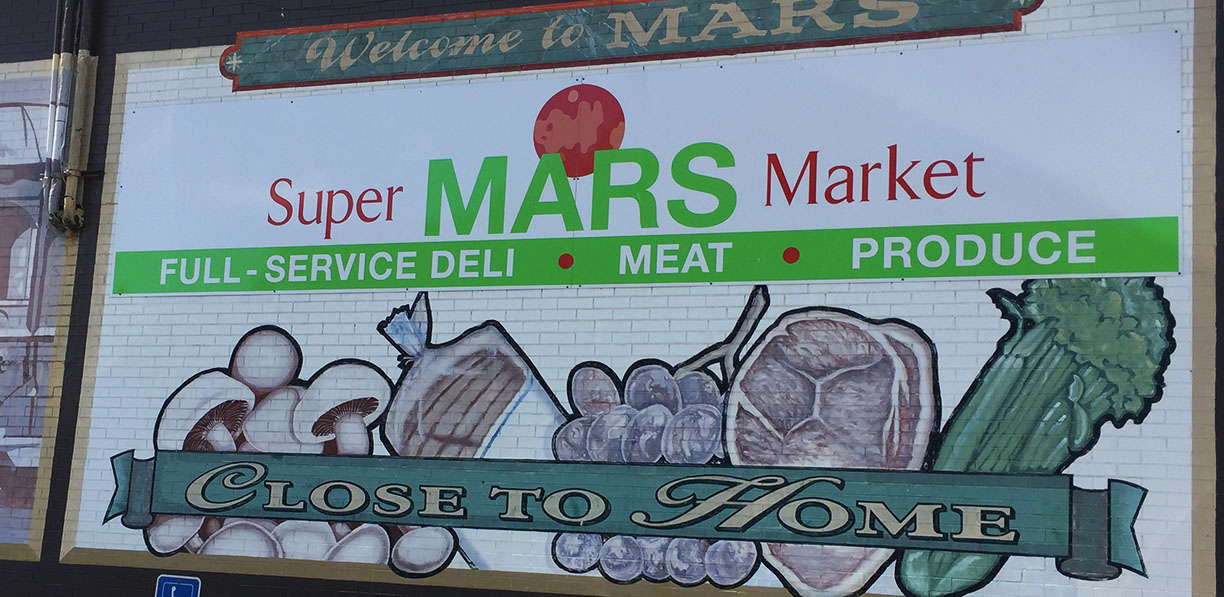 Welcome to MARS
Super MARS Market
FULL-SERVICE DELI • MEAT • PRODUCE
CLOSE TO HOME